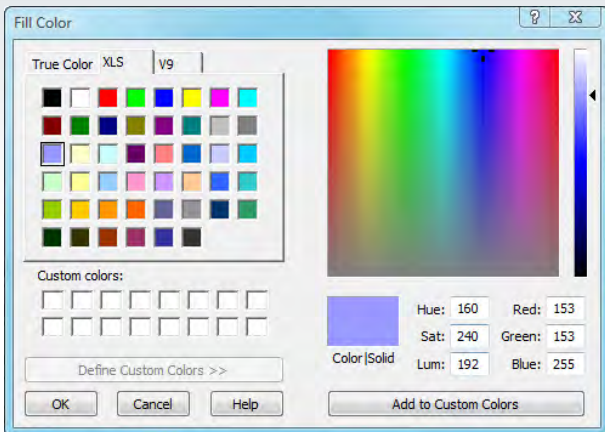 Fill Color
?
True Color XLS V9
Custom colors:
Define Custom Colors >>
OK Cancel Help
Color|Solid
Hue: 160 Red: 153
Sat: 240 Green: 153
Lum: 192 Blue: 255
Add to Custom Colors